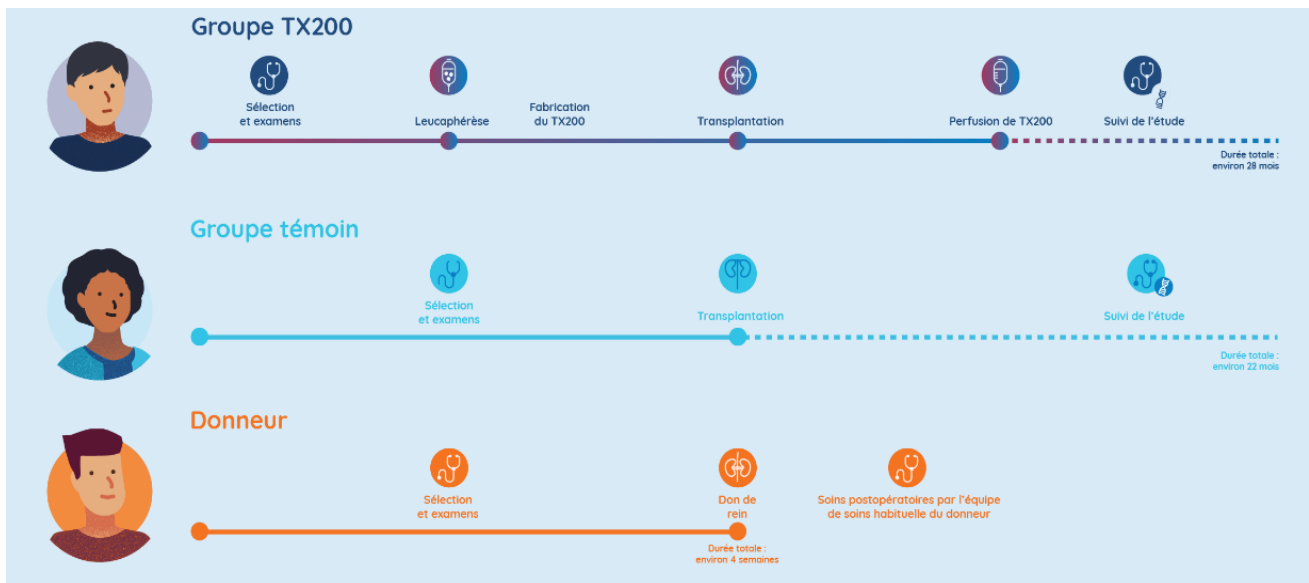 Groupe TX200
Sélection
et examens
Leucaphérèse
Fabrication
du TX200
Transplantation
Perfusion de TX200
Suivi de l'étude
Durée totale :
environ 28 mois
Groupe témoin
Sélection
et examens
Transplantation
Suivi de l'étude
Durée totale :
environ 22 mois
Donneur
Sélection
et examens
Don de
rein
Soins postopératoires par l'équipe
de soins habituelle du donneur
Durée totale :
environ 4 semaines